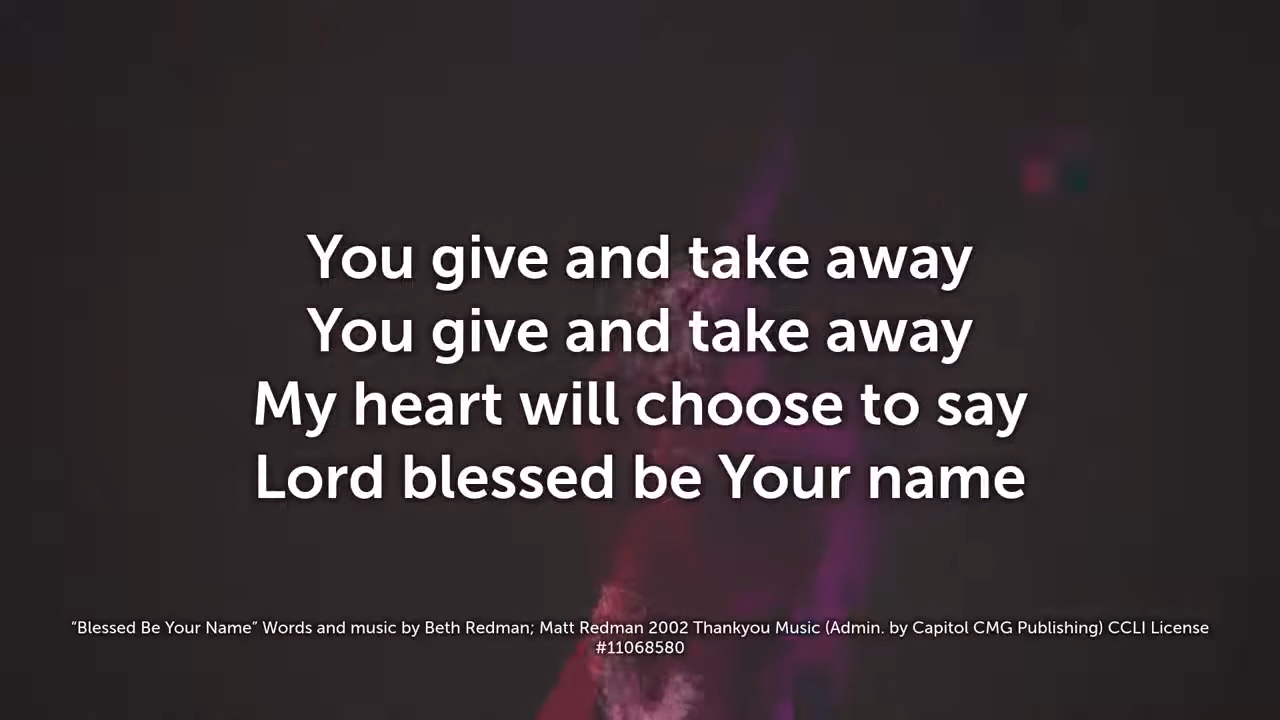 You give and take away
You give and take away
My heart will choose to say
Lord blessed be Your name
“Blessed Be Your Name” Words and music by Beth Redman; Matt Redman 2002 Thankyou Music (Admin. by Capitol CMG Publishing) CCLI License
#11068580